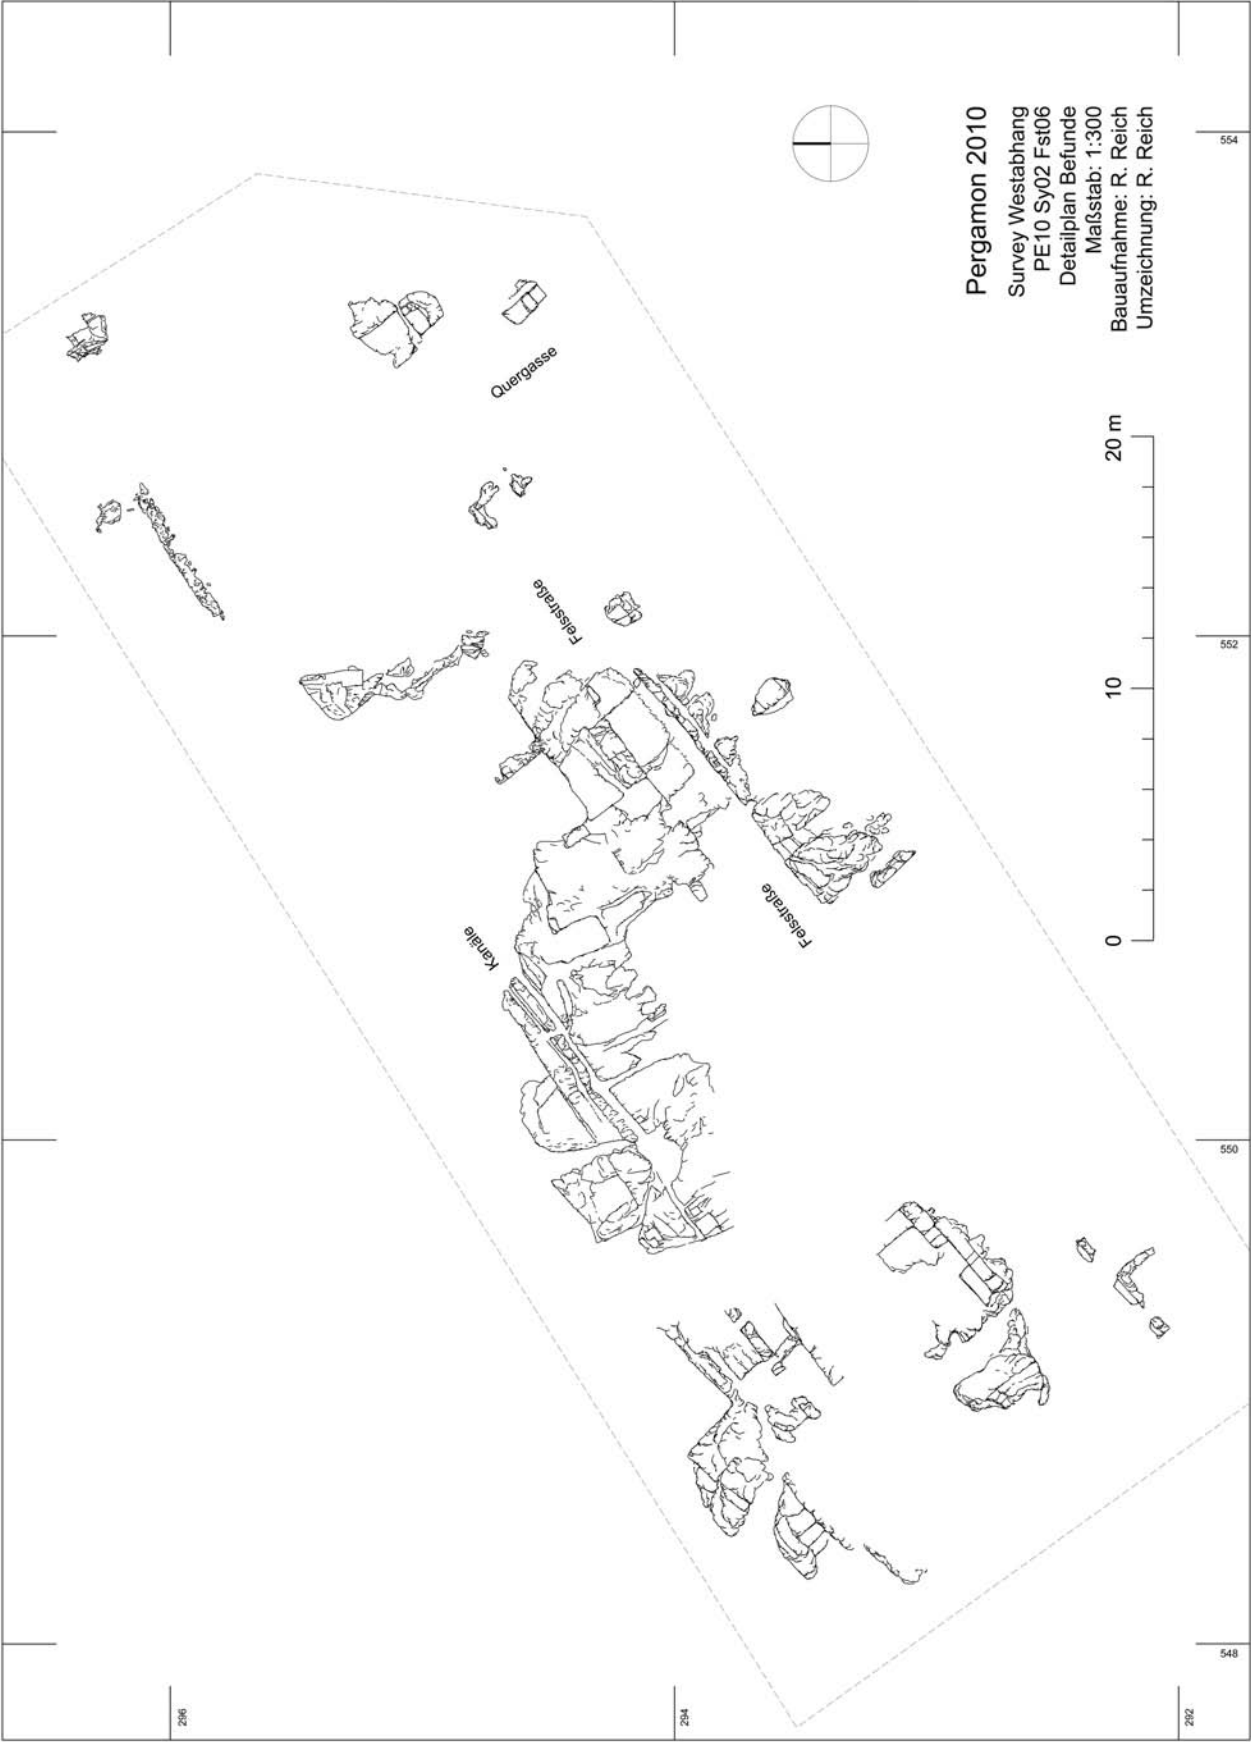 Pergamon 2010
Survey Westabhang
PE10 Sy02 Fst06
Detailplan Befunde
Maßstab: 1:300
Bauaufnahme: R. Reich
Umzeichnung: R. Reich
Quergasse
Felsstraße
Kanäle
Felsstraße
0 10 20 m
296
294
292
548
550
552
554